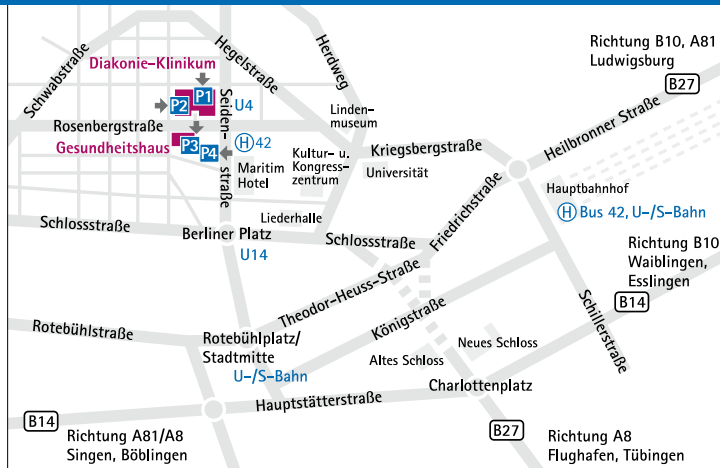 Schwabstraße
Hegelstraße
Herdweg
Richtung B10, A81
Ludwigsburg
B27
Diakonie-Klinikum
P1
P2
U4
Seiden-
straße
Linden-
museum
Heilbronner Straße
Rosenbergstraße
H 42
Gesundheitshaus
P3
P4
Maritim
Hotel
Kultur- u.
Kongress-
zentrum
Kriegsbergstraße
Universität
Friedrichstraße
Hauptbahnhof
H Bus 42, U-/S-Bahn
Schlossstraße
Liederhalle
Berliner Platz
U14
Schlossstraße
Richtung B10
Waiblingen,
Esslingen
B14
Theodor-Heuss-Straße
Königstraße
Schillerstraße
Rotebühlstraße
Rotebühlplatz/
Stadtmitte
U-/S-Bahn
Altes Schloss
Neues Schloss
Charlottenplatz
Hauptstätterstraße
B14
Richtung A81/A8
Singen, Böblingen
B27
Richtung A8
Flughafen, Tübingen